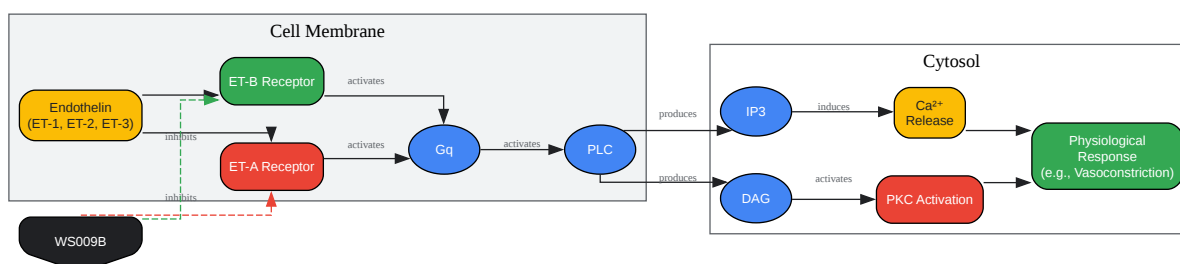 Cell Membrane
Cytosol
Endothelin
(ET-1, ET-2, ET-3)
ET-B Receptor
activates
inhibits
ET-A Receptor
activates
inhibits
Gq
activates
PLC
produces
produces
IP3
induces
Ca²⁺
Release
DAG
activates
PKC Activation
Physiological
Response
(e.g., Vasoconstriction)
WS009B